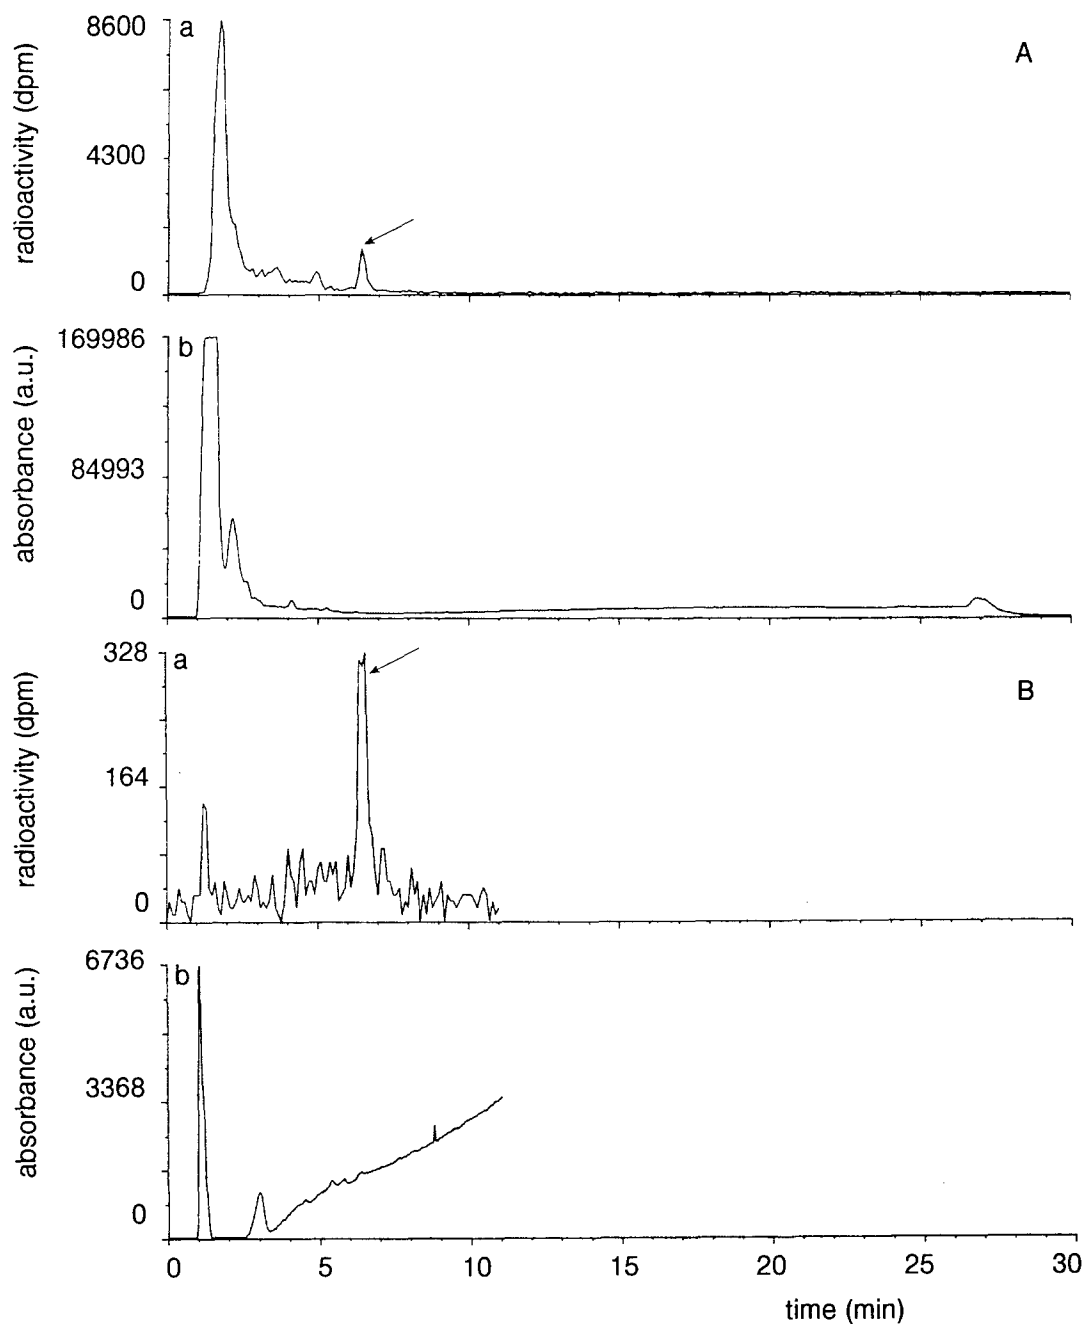 8600
a
A
radioactivity (dpm)
4300
0
169986
b
absorbance (a.u.)
84993
0
328
a
B
radioactivity (dpm)
164
0
6736
b
absorbance (a.u.)
3368
0
0 5 10 15 20 25 30
time (min)